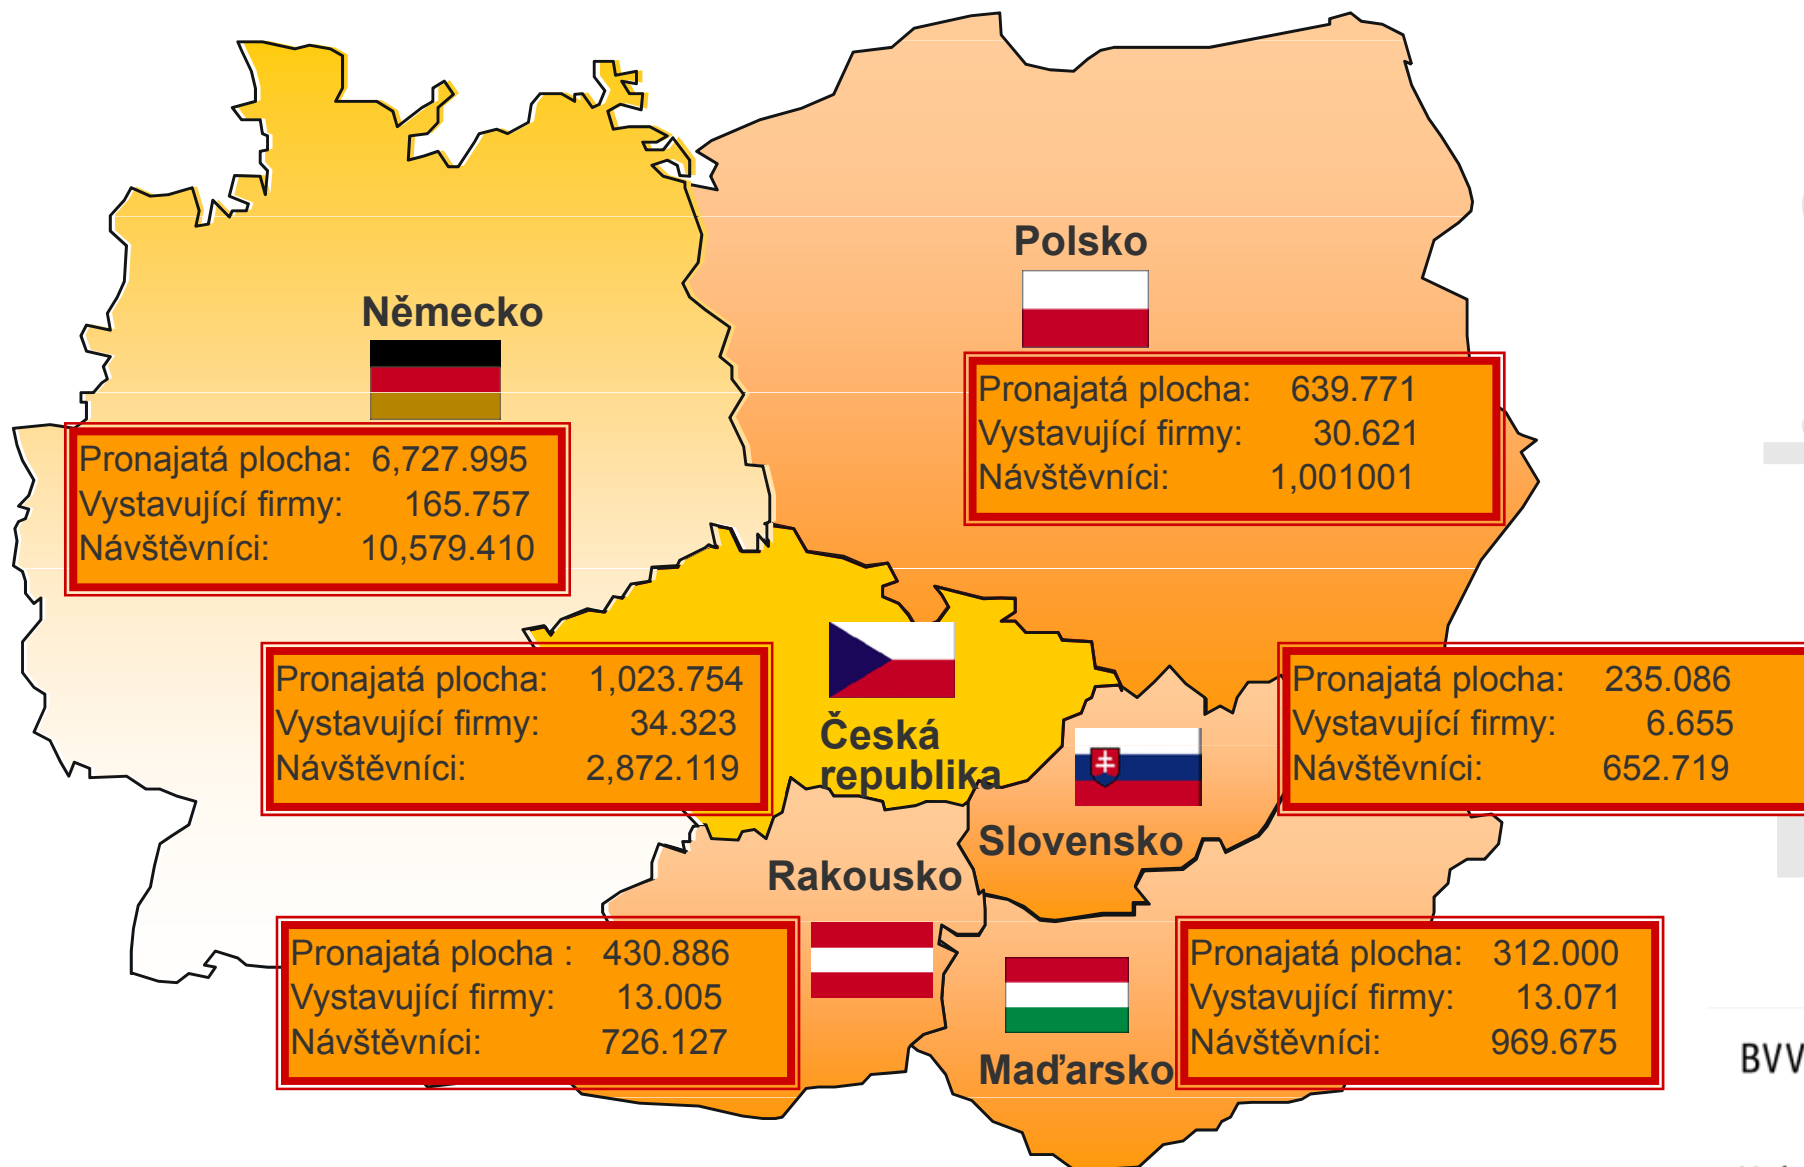 Polsko
Německo
Pronajatá plocha: 639.771
Vystavující firmy: 30.621
Návštěvníci: 1,001001
Pronajatá plocha: 6,727.995
Vystavující firmy: 165.757
Návštěvníci: 10,579.410
Pronajatá plocha: 1,023.754
Vystavující firmy: 34.323
Návštěvníci: 2,872.119
Česká
republika
Pronajatá plocha: 235.086
Vystavující firmy: 6.655
Návštěvníci: 652.719
Slovensko
Rakousko
Pronajatá plocha : 430.886
Vystavující firmy: 13.005
Návštěvníci: 726.127
Maďarsko
Pronajatá plocha: 312.000
Vystavující firmy: 13.071
Návštěvníci: 969.675
BVV